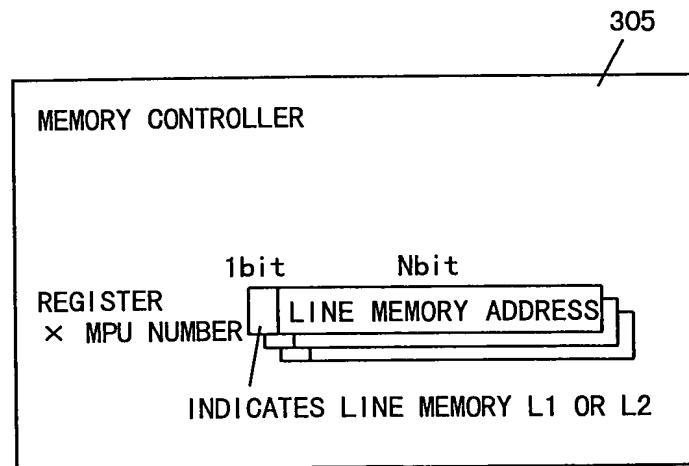 305
MEMORY CONTROLLER
1bit Nbit
REGISTER
× MPU NUMBER
LINE MEMORY ADDRESS
INDICATES LINE MEMORY L1 OR L2